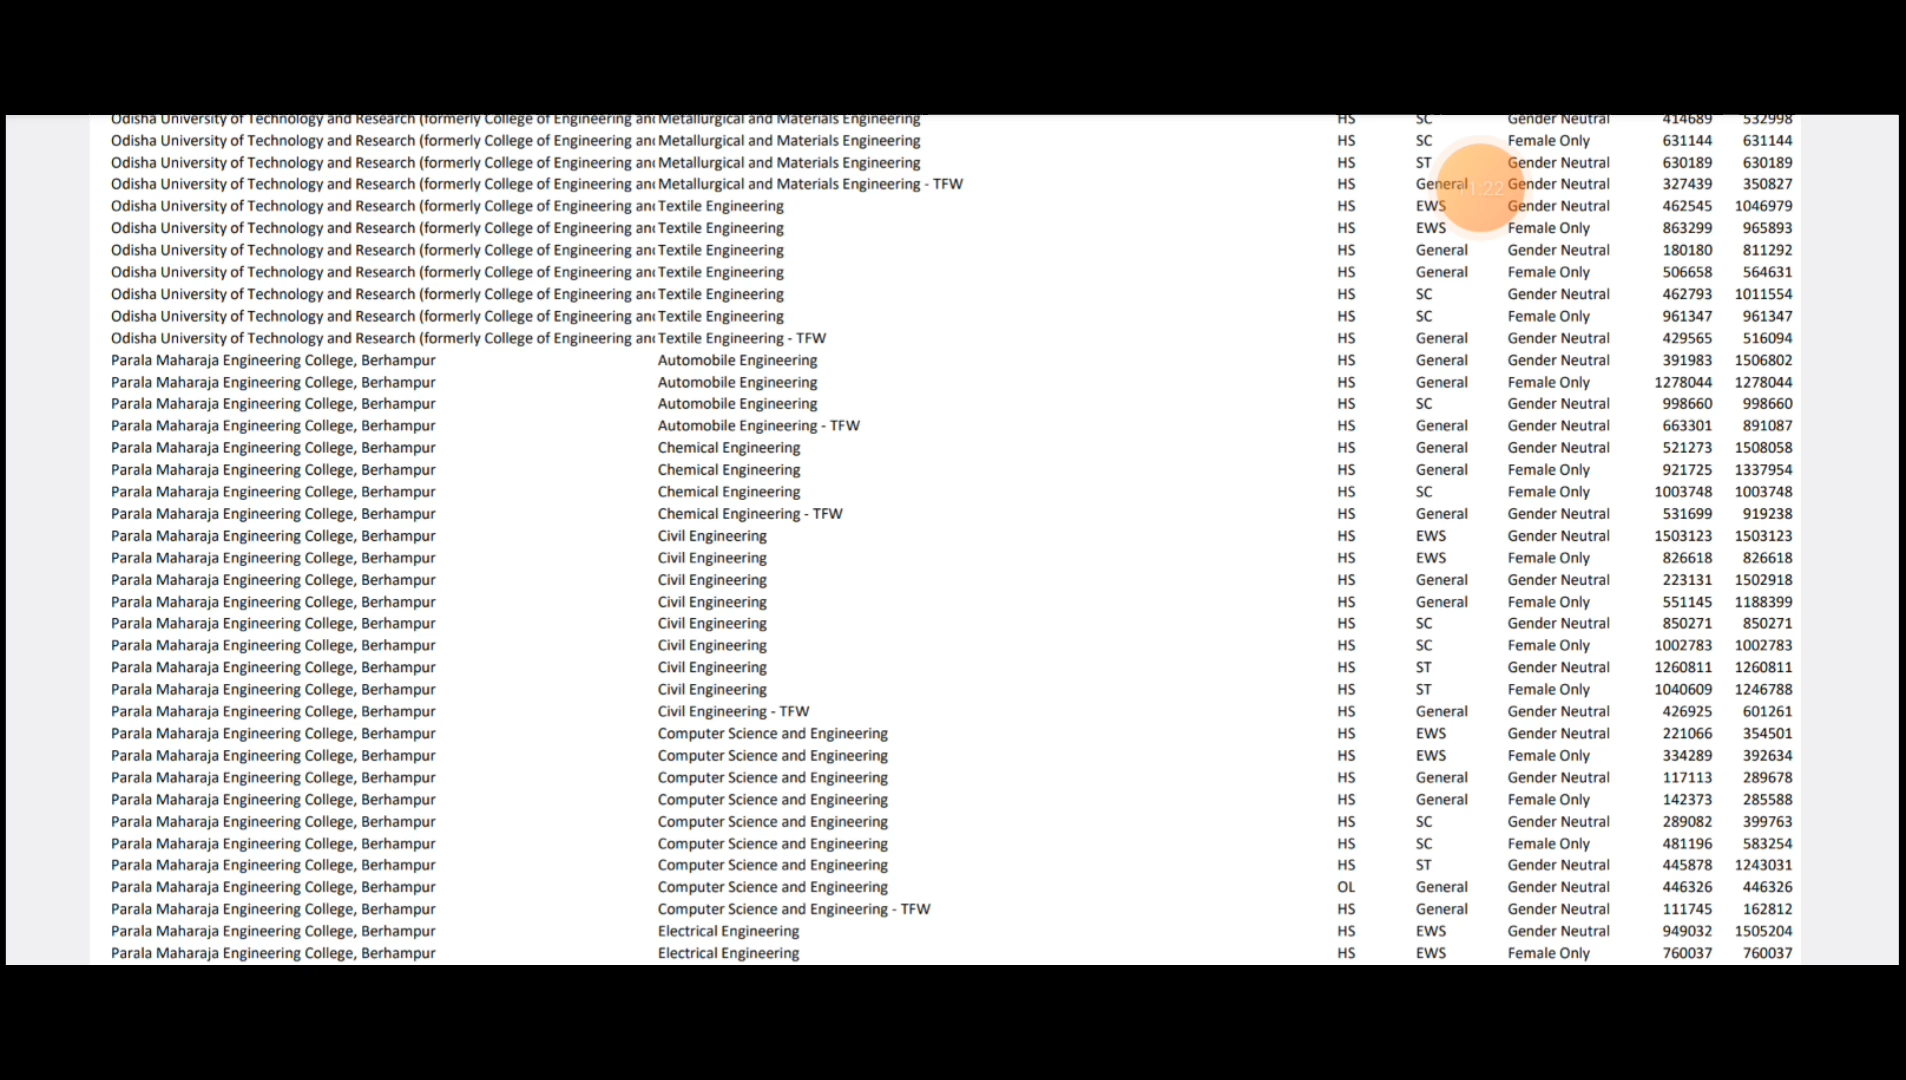 Odisha University of Technology and Research (formerly College of Engineering and Metallurgical and Materials Engineering HS SC Gender Neutral 414689 532998
Odisha University of Technology and Research (formerly College of Engineering and Metallurgical and Materials Engineering HS SC Female Only 631144 631144
Odisha University of Technology and Research (formerly College of Engineering and Metallurgical and Materials Engineering HS ST Gender Neutral 630189 630189
Odisha University of Technology and Research (formerly College of Engineering and Metallurgical and Materials Engineering - TFW HS General 11:22 Gender Neutral 327439 350827
Odisha University of Technology and Research (formerly College of Engineering and Textile Engineering HS EWS Gender Neutral 462545 1046979
Odisha University of Technology and Research (formerly College of Engineering and Textile Engineering HS EWS Female Only 863299 965893
Odisha University of Technology and Research (formerly College of Engineering and Textile Engineering HS General Gender Neutral 180180 811292
Odisha University of Technology and Research (formerly College of Engineering and Textile Engineering HS General Female Only 506658 564631
Odisha University of Technology and Research (formerly College of Engineering and Textile Engineering HS SC Gender Neutral 462793 1011554
Odisha University of Technology and Research (formerly College of Engineering and Textile Engineering HS SC Female Only 961347 961347
Odisha University of Technology and Research (formerly College of Engineering and Textile Engineering - TFW HS General Gender Neutral 429565 516094
Parala Maharaja Engineering College, Berhampur Automobile Engineering HS General Gender Neutral 391983 1506802
Parala Maharaja Engineering College, Berhampur Automobile Engineering HS General Female Only 1278044 1278044
Parala Maharaja Engineering College, Berhampur Automobile Engineering HS SC Gender Neutral 998660 998660
Parala Maharaja Engineering College, Berhampur Automobile Engineering - TFW HS General Gender Neutral 663301 891087
Parala Maharaja Engineering College, Berhampur Chemical Engineering HS General Gender Neutral 521273 1508058
Parala Maharaja Engineering College, Berhampur Chemical Engineering HS General Female Only 921725 1337954
Parala Maharaja Engineering College, Berhampur Chemical Engineering HS SC Female Only 1003748 1003748
Parala Maharaja Engineering College, Berhampur Chemical Engineering - TFW HS General Gender Neutral 531699 919238
Parala Maharaja Engineering College, Berhampur Civil Engineering HS EWS Gender Neutral 1503123 1503123
Parala Maharaja Engineering College, Berhampur Civil Engineering HS EWS Female Only 826618 826618
Parala Maharaja Engineering College, Berhampur Civil Engineering HS General Gender Neutral 223131 1502918
Parala Maharaja Engineering College, Berhampur Civil Engineering HS General Female Only 551145 1188399
Parala Maharaja Engineering College, Berhampur Civil Engineering HS SC Gender Neutral 850271 850271
Parala Maharaja Engineering College, Berhampur Civil Engineering HS SC Female Only 1002783 1002783
Parala Maharaja Engineering College, Berhampur Civil Engineering HS ST Gender Neutral 1260811 1260811
Parala Maharaja Engineering College, Berhampur Civil Engineering HS ST Female Only 1040609 1246788
Parala Maharaja Engineering College, Berhampur Civil Engineering - TFW HS General Gender Neutral 426925 601261
Parala Maharaja Engineering College, Berhampur Computer Science and Engineering HS EWS Gender Neutral 221066 354501
Parala Maharaja Engineering College, Berhampur Computer Science and Engineering HS EWS Female Only 334289 392634
Parala Maharaja Engineering College, Berhampur Computer Science and Engineering HS General Gender Neutral 117113 289678
Parala Maharaja Engineering College, Berhampur Computer Science and Engineering HS General Female Only 142373 285588
Parala Maharaja Engineering College, Berhampur Computer Science and Engineering HS SC Gender Neutral 289082 399763
Parala Maharaja Engineering College, Berhampur Computer Science and Engineering HS SC Female Only 481196 583254
Parala Maharaja Engineering College, Berhampur Computer Science and Engineering HS ST Gender Neutral 445878 1243031
Parala Maharaja Engineering College, Berhampur Computer Science and Engineering OL General Gender Neutral 446326 446326
Parala Maharaja Engineering College, Berhampur Computer Science and Engineering - TFW HS General Gender Neutral 111745 162812
Parala Maharaja Engineering College, Berhampur Electrical Engineering HS EWS Gender Neutral 949032 1505204
Parala Maharaja Engineering College, Berhampur Electrical Engineering HS EWS Female Only 760037 760037